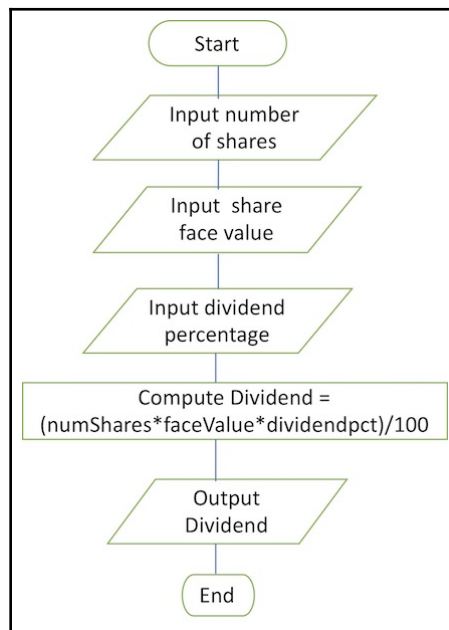 Start
Input number
of shares
Input share
face value
Input dividend
percentage
Compute Dividend =
(numShares*faceValue*dividendpct)/100
Output
Dividend
End